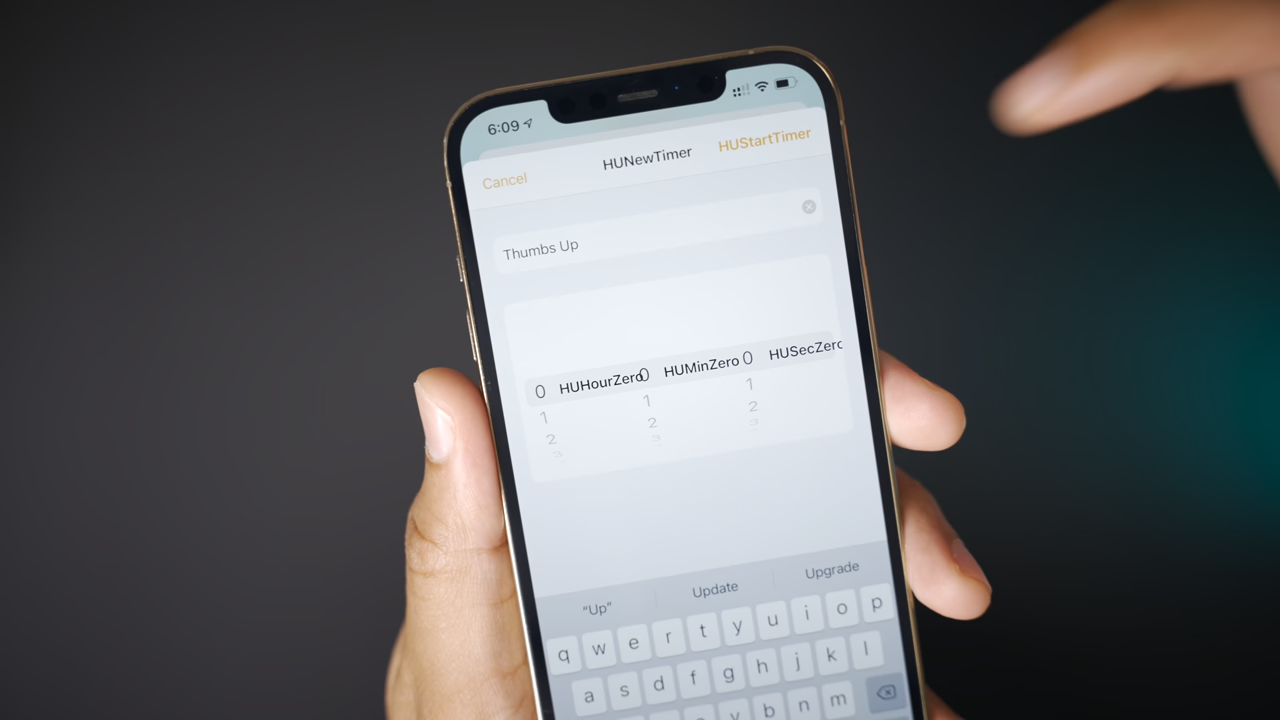 6:09
Cancel HUNewTimer HUStartTimer
Thumbs Up
0 HUHourZero 0 HUMinZero 0 HUSecZero
1 1 1
2 2 2
3 3 3
“Up” Update Upgrade
q w e r t y u i o p
a s d f g h j k l
v b n m